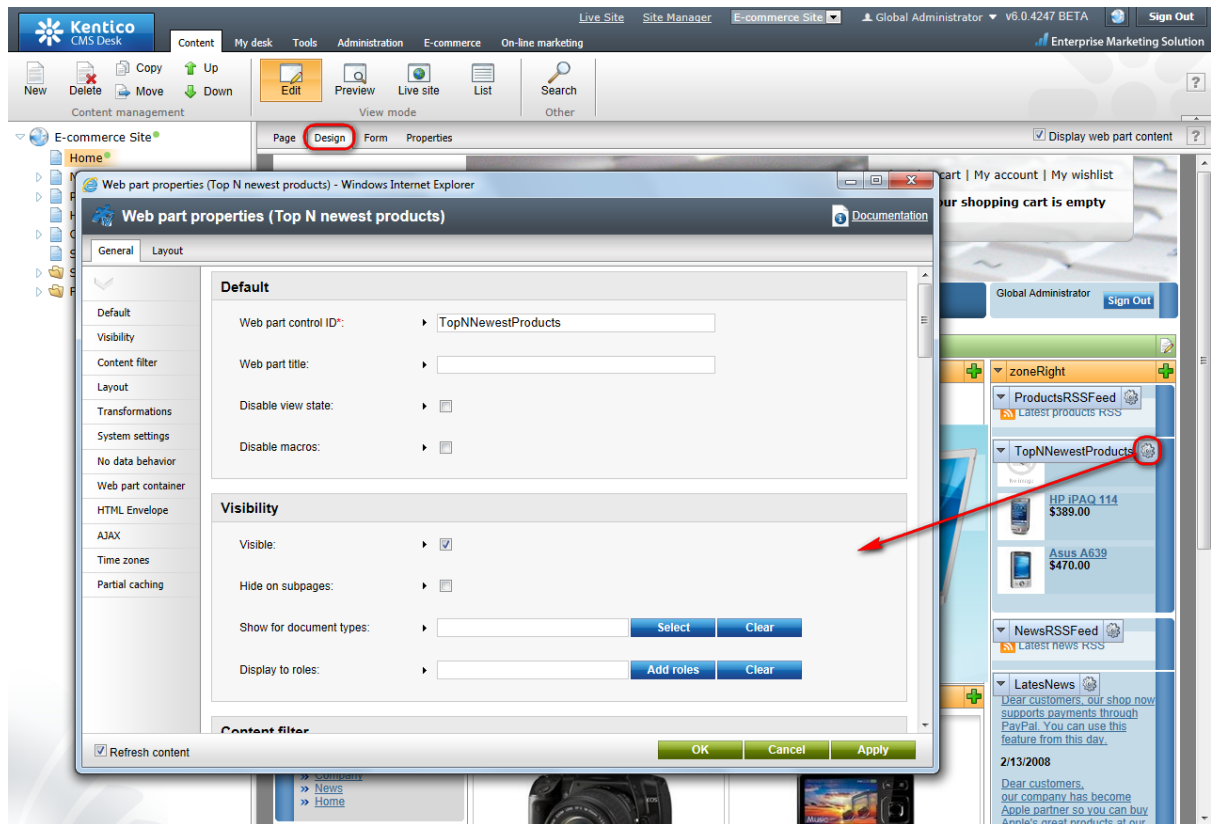 Kentico
CMS Desk
Live Site Site Manager E-commerce Site Global Administrator v6.0.4247 BETA Sign Out
Content My desk Tools Administration E-commerce On-line marketing
Enterprise Marketing Solution
New Delete Copy Move Up Down
Content management
Edit Preview Live site List
View mode
Search
Other
?
E-commerce Site
Home
Page Design Form Properties
Display web part content ?
cart | My account | My wishlist
our shopping cart is empty
Web part properties (Top N newest products) - Windows Internet Explorer
Web part properties (Top N newest products)
Documentation
General Layout
Default
Visibility
Content filter
Layout
Transformations
System settings
No data behavior
Web part container
HTML Envelope
AJAX
Time zones
Partial caching
Default
Web part control ID*: TopNNewestProducts
Web part title:
Disable view state:
Disable macros:
Visibility
Visible:
Hide on subpages:
Show for document types: Select Clear
Display to roles: Add roles Clear
Content filter
Refresh content
OK Cancel Apply
Global Administrator Sign Out
zoneRight
ProductsRSSFeed
Latest products RSS
TopNNewestProducts
HP iPAQ 114
$389.00
Asus A639
$470.00
NewsRSSFeed
Latest news RSS
LatesNews
Dear customers, our shop now
supports payments through
PayPal. You can use this
feature from this day.
2/13/2008
Dear customers,
our company has become
Apple partner so you can buy
Apple's great products at our
» Company
» News
» Home
Music